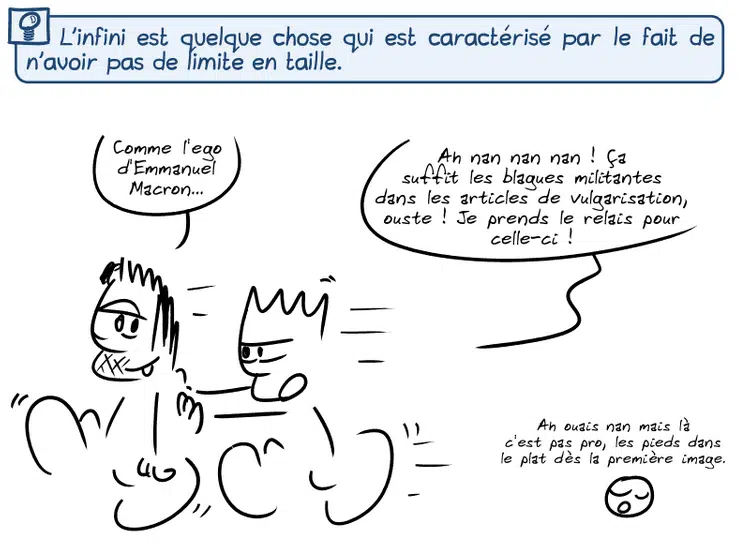 L'infini est quelque chose qui est caractérisé par le fait de
n'avoir pas de limite en taille.
Comme l'ego
d'Emmanuel
Macron...
Ah nan nan nan ! Ça
suffit les blagues militantes
dans les articles de vulgarisation,
ouste ! Je prends le relais pour
celle-ci !
Ah ouais nan mais là
c'est pas pro, les pieds dans
le plat dès la première image.